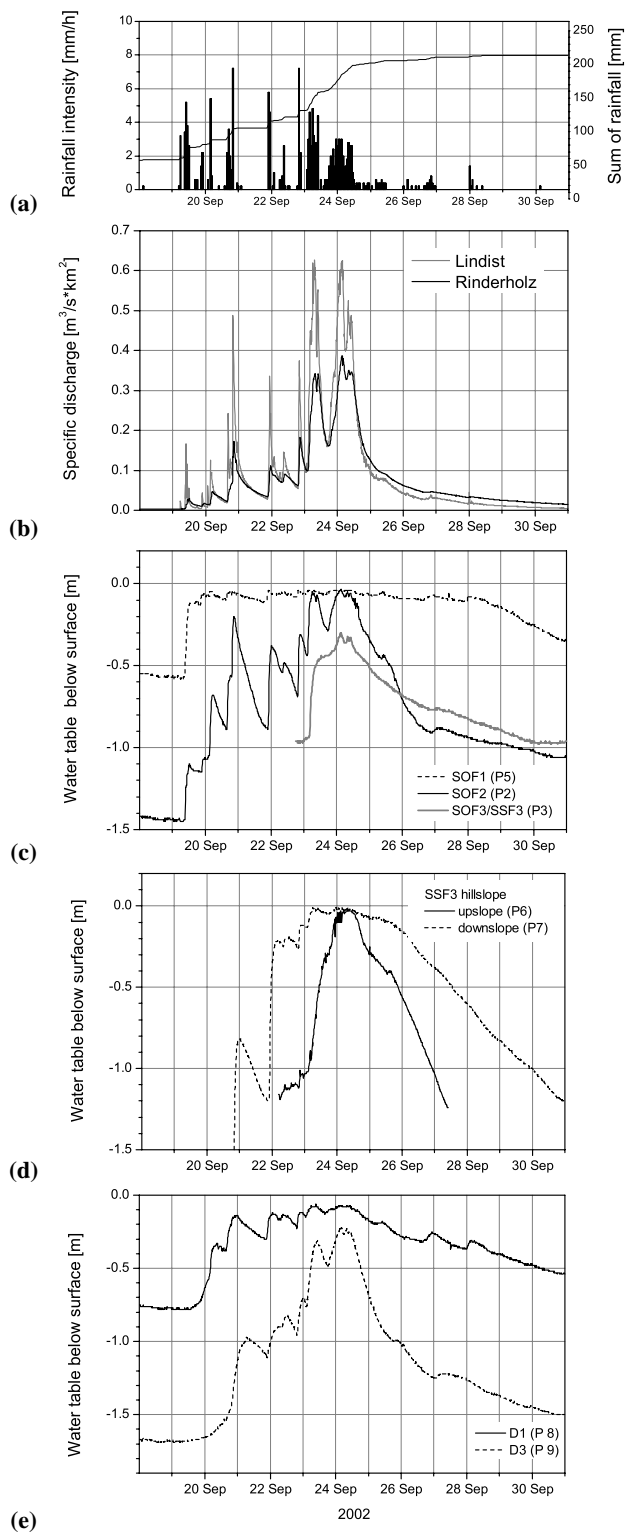 Rainfall intensity [mm/h]
10
8
6
4
2
0
Sum of rainfall [mm]
250
200
150
100
50
0
20 Sep 22 Sep 24 Sep 26 Sep 28 Sep 30 Sep
(a)
Specific discharge [m³/s*km²]
0.7
0.6
0.5
0.4
0.3
0.2
0.1
0.0
Lindist
Rinderholz
20 Sep 22 Sep 24 Sep 26 Sep 28 Sep 30 Sep
(b)
Water table below surface [m]
0.0
-0.5
-1.0
-1.5
SOF1 (P5)
SOF2 (P2)
SOF3/SSF3 (P3)
20 Sep 22 Sep 24 Sep 26 Sep 28 Sep 30 Sep
(c)
Water table below surface [m]
0.0
-0.5
-1.0
-1.5
SSF3 hillslope
upslope (P6)
downslope (P7)
20 Sep 22 Sep 24 Sep 26 Sep 28 Sep 30 Sep
(d)
Water table below surface [m]
0.0
-0.5
-1.0
-1.5
D1 (P 8)
D3 (P 9)
20 Sep 22 Sep 24 Sep 26 Sep 28 Sep 30 Sep
2002
(e)